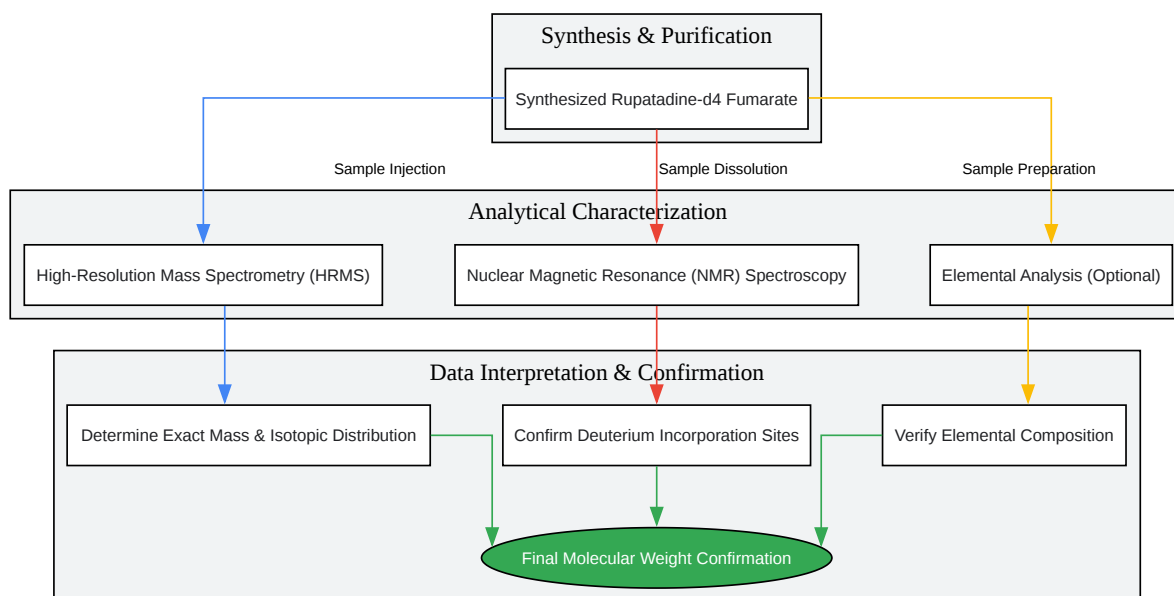 Synthesis & Purification
Synthesized Rupatadine-d4 Fumarate
Sample Injection
Sample Dissolution
Sample Preparation
Analytical Characterization
High-Resolution Mass Spectrometry (HRMS)
Nuclear Magnetic Resonance (NMR) Spectroscopy
Elemental Analysis (Optional)
Data Interpretation & Confirmation
Determine Exact Mass & Isotopic Distribution
Confirm Deuterium Incorporation Sites
Verify Elemental Composition
Final Molecular Weight Confirmation